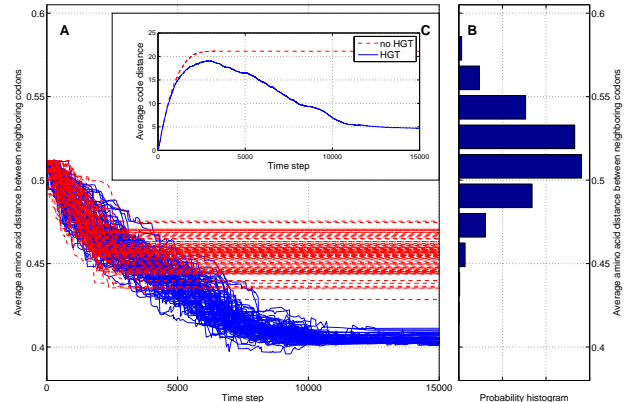 A
C
B
no HGT
HGT
25
20
15
10
5
0
0
5000
10000
15000
Average code distance
Time step
0.6
0.55
0.5
0.45
0.4
Average amino acid distance between neighboring codons
0
5000
10000
15000
Time step
Probability histogram
0.6
0.55
0.5
0.45
0.4
Average amino acid distance between neighboring codons